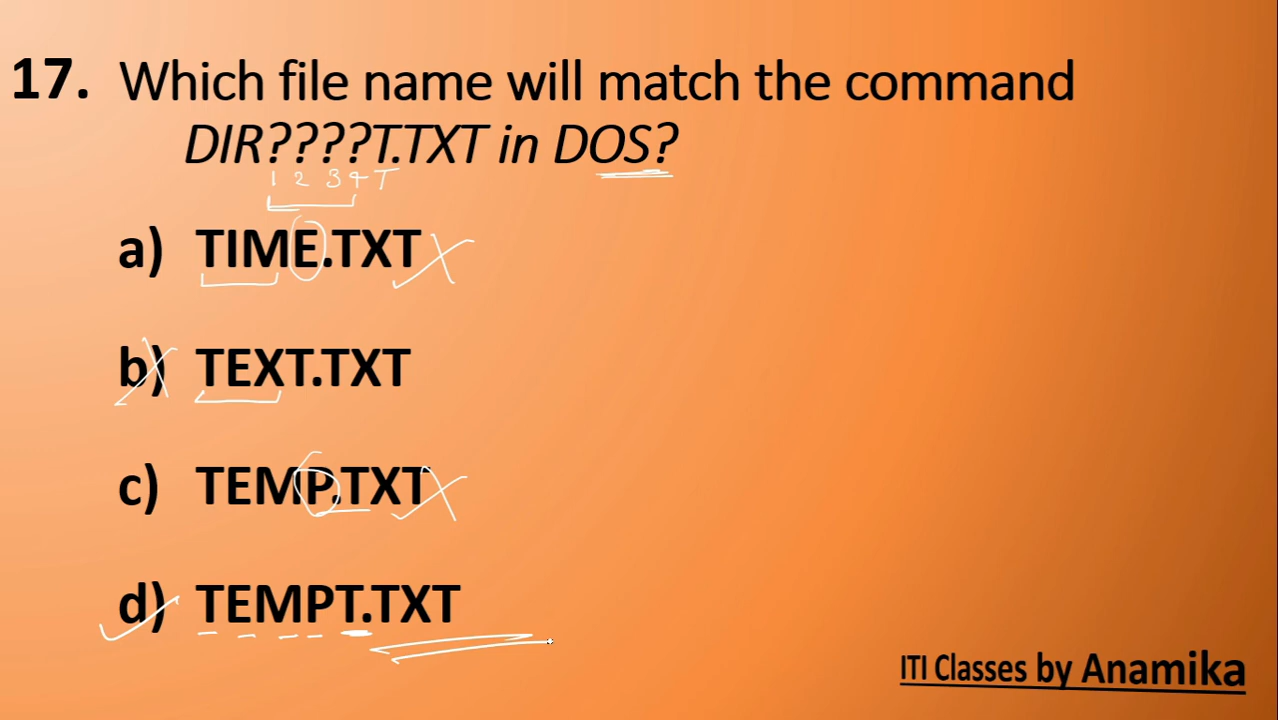 17. Which file name will match the command
DIR????T.TXT in DOS?
1 2 3 4 T
a) TIME.TXT
b) TEXT.TXT
c) TEMP.TXT
d) TEMPT.TXT
ITI Classes by Anamika